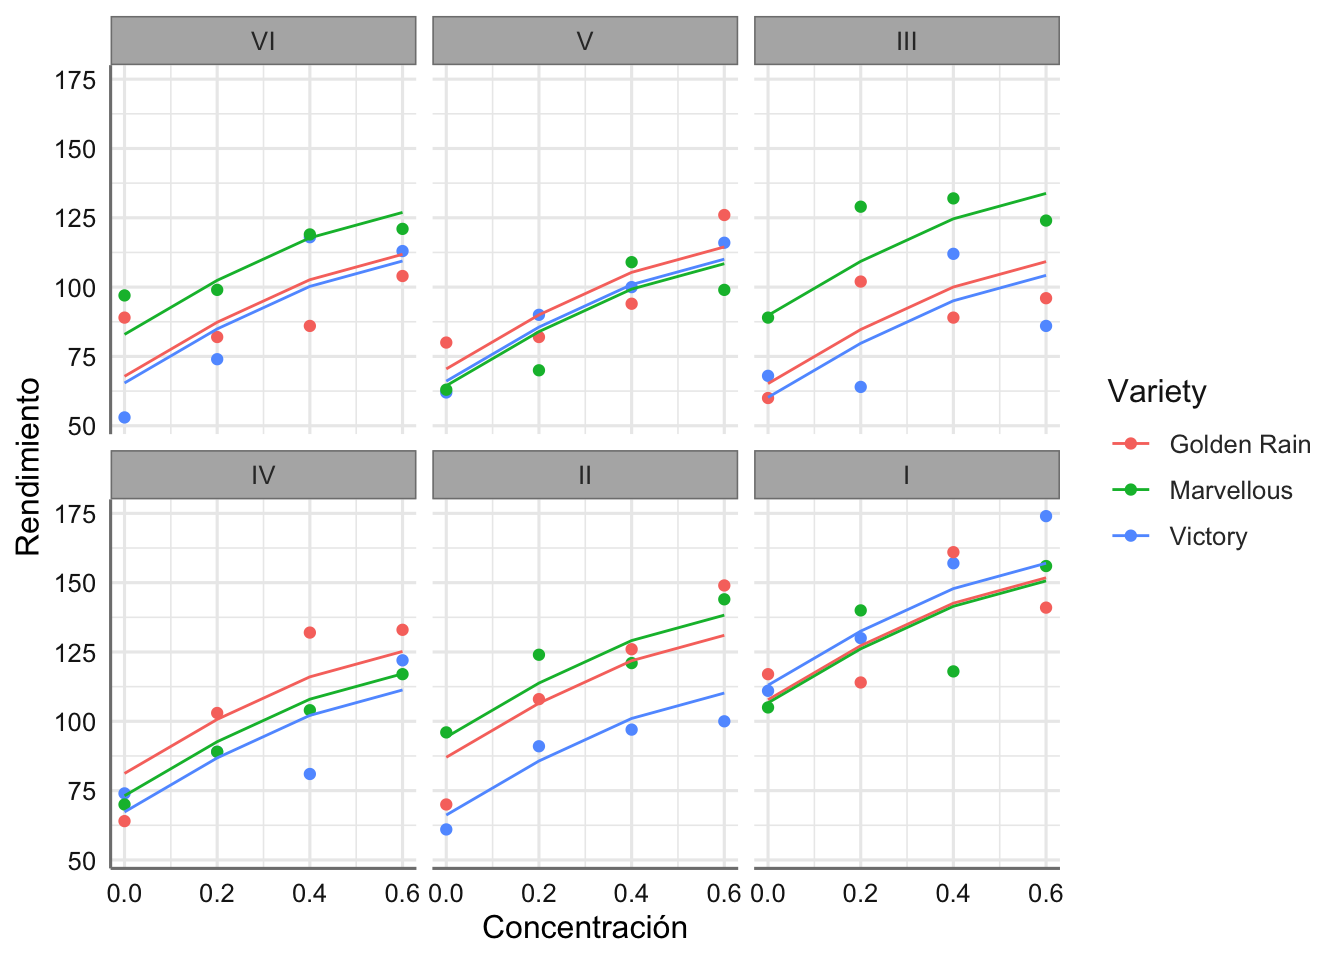 VI V III
175
150
125
100
75
50
IV II I
175
150
125
100
75
50
0.0 0.2 0.4 0.6 0.0 0.2 0.4 0.6 0.0 0.2 0.4 0.6
Concentración
Rendimiento
Variety
Golden Rain
Marvellous
Victory